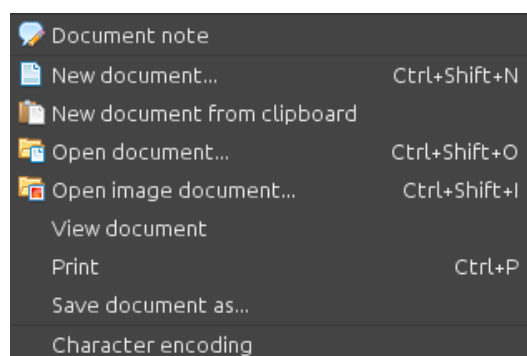 Document note
New document... Ctrl+Shift+N
New document from clipboard
Open document... Ctrl+Shift+O
Open image document... Ctrl+Shift+I
View document
Print Ctrl+P
Save document as...
Character encoding